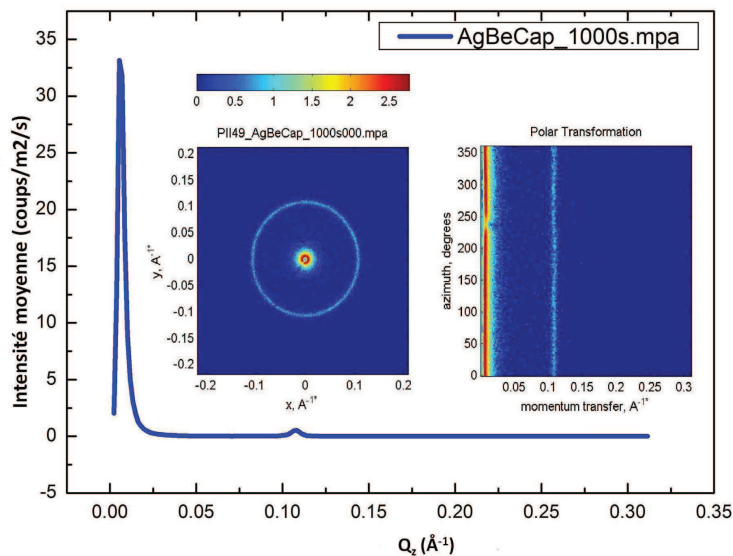 AgBeCap_1000s.mpa
Intensité moyenne (coups/m2/s)
35
30
25
20
15
10
5
0
-5
0 0.5 1 1.5 2 2.5
PII49_AgBeCap_1000s000.mpa
y, A⁻¹*
0.2
0.15
0.1
0.05
0
-0.05
-0.1
-0.15
-0.2
-0.2 -0.1 0 0.1 0.2
x, A⁻¹*
Polar Transformation
azimuth, degrees
350
300
250
200
150
100
50
0
0.05 0.1 0.15 0.2 0.25 0.3
momentum transfer, A⁻¹*
0.00 0.05 0.10 0.15 0.20 0.25 0.30 0.35
Q_z (Å⁻¹)